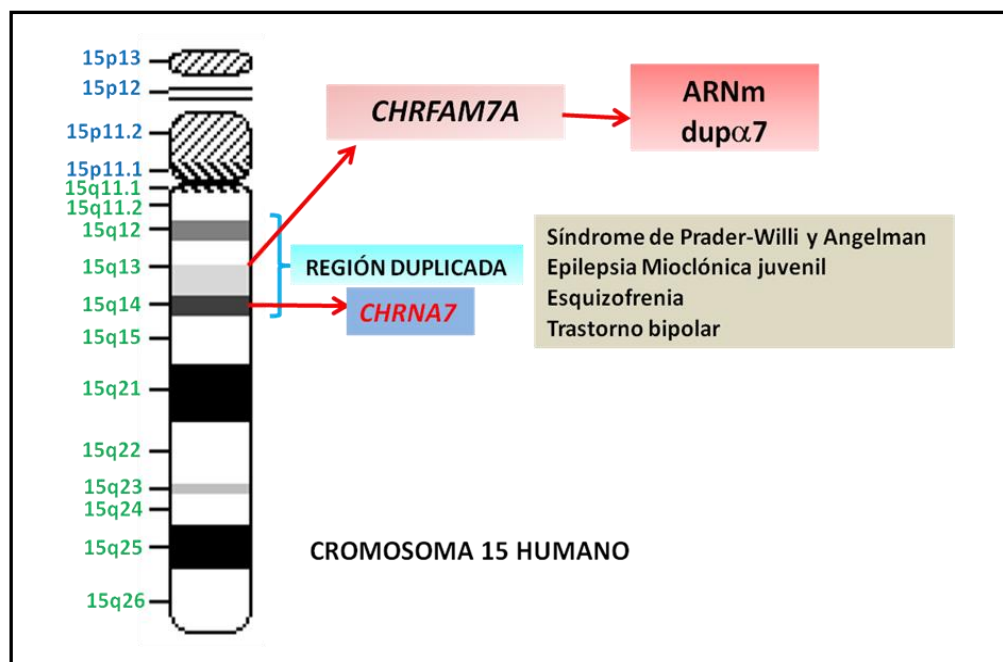 15p13
15p12
15p11.2
15p11.1
15q11.1
15q11.2
15q12
15q13
15q14
15q15
15q21
15q22
15q23
15q24
15q25
15q26
CHRFAM7A
ARNm
dupα7
REGIÓN DUPLICADA
CHRNA7
Síndrome de Prader-Willi y Angelman
Epilepsia Mioclónica juvenil
Esquizofrenia
Trastorno bipolar
CROMOSOMA 15 HUMANO